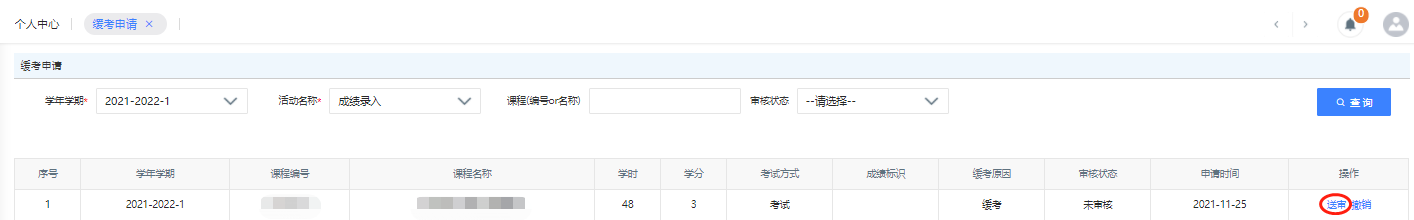 个人中心 缓考申请 × 0
缓考申请
学年学期* 2021-2022-1 活动名称* 成绩录入 课程(编号or名称) 审核状态 --请选择-- 查询
序号 学年学期 课程编号 课程名称 学时 学分 考试方式 成绩标识 缓考原因 审核状态 申请时间 操作
1 2021-2022-1 48 3 考试 缓考 未审核 2021-11-25 送审 撤销